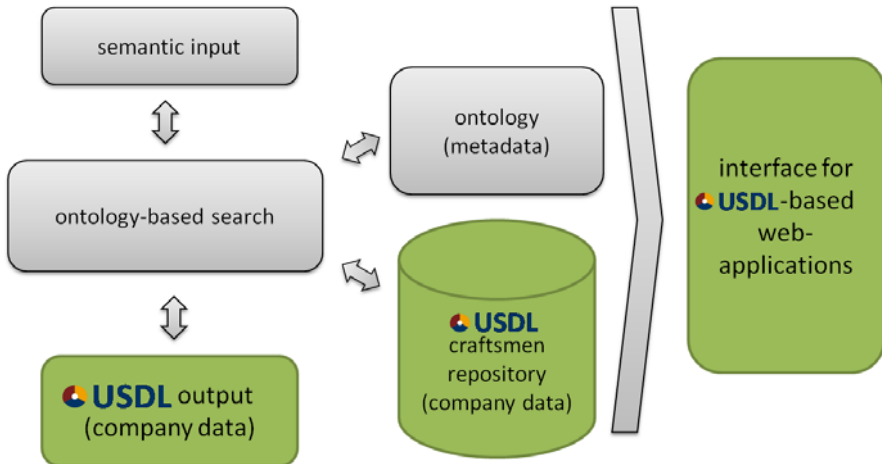 semantic input
ontology
(metadata)
ontology-based search
interface for
USDL-based
web-
applications
USDL
craftsmen
repository
(company data)
USDL output
(company data)